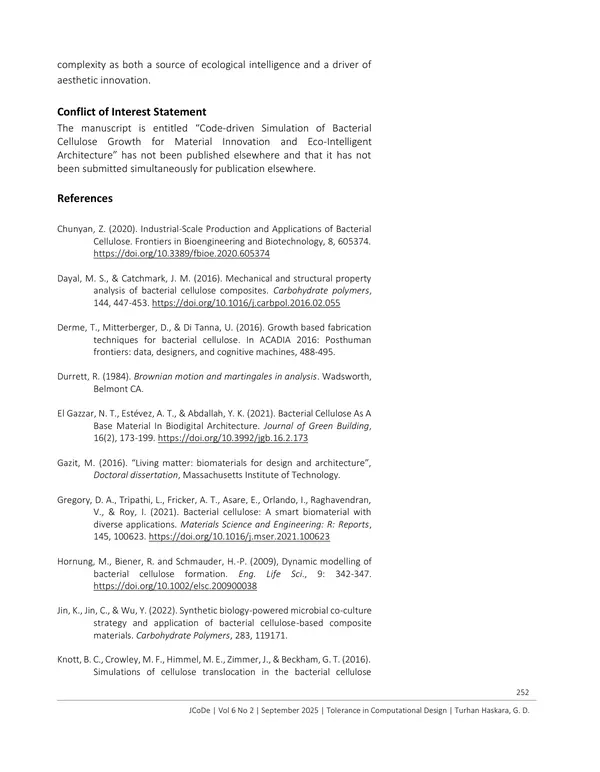 complexity as both a source of ecological intelligence and a driver of
aesthetic innovation.
Conflict of Interest Statement
The manuscript is entitled “Code-driven Simulation of Bacterial
Cellulose Growth for Material Innovation and Eco-Intelligent
Architecture” has not been published elsewhere and that it has not
been submitted simultaneously for publication elsewhere.
References
Chunyan, Z. (2020). Industrial-Scale Production and Applications of Bacterial
Cellulose. Frontiers in Bioengineering and Biotechnology, 8, 605374.
https://doi.org/10.3389/fbioe.2020.605374
Dayal, M. S., & Catchmark, J. M. (2016). Mechanical and structural property
analysis of bacterial cellulose composites. Carbohydrate polymers,
144, 447-453. https://doi.org/10.1016/j.carbpol.2016.02.055
Derme, T., Mitterberger, D., & Di Tanna, U. (2016). Growth based fabrication
techniques for bacterial cellulose. In ACADIA 2016: Posthuman
frontiers: data, designers, and cognitive machines, 488-495.
Durrett, R. (1984). Brownian motion and martingales in analysis. Wadsworth,
Belmont CA.
El Gazzar, N. T., Estévez, A. T., & Abdallah, Y. K. (2021). Bacterial Cellulose As A
Base Material In Biodigital Architecture. Journal of Green Building,
16(2), 173-199. https://doi.org/10.3992/jgb.16.2.173
Gazit, M. (2016). “Living matter: biomaterials for design and architecture”,
Doctoral dissertation, Massachusetts Institute of Technology.
Gregory, D. A., Tripathi, L., Fricker, A. T., Asare, E., Orlando, I., Raghavendran,
V., & Roy, I. (2021). Bacterial cellulose: A smart biomaterial with
diverse applications. Materials Science and Engineering: R: Reports,
145, 100623. https://doi.org/10.1016/j.mser.2021.100623
Hornung, M., Biener, R. and Schmauder, H.-P. (2009), Dynamic modelling of
bacterial cellulose formation. Eng. Life Sci., 9: 342-347.
https://doi.org/10.1002/elsc.200900038
Jin, K., Jin, C., & Wu, Y. (2022). Synthetic biology-powered microbial co-culture
strategy and application of bacterial cellulose-based composite
materials. Carbohydrate Polymers, 283, 119171.
Knott, B. C., Crowley, M. F., Himmel, M. E., Zimmer, J., & Beckham, G. T. (2016).
Simulations of cellulose translocation in the bacterial cellulose
252
JCoDe | Vol 6 No 2 | September 2025 | Tolerance in Computational Design | Turhan Haskara, G. D.